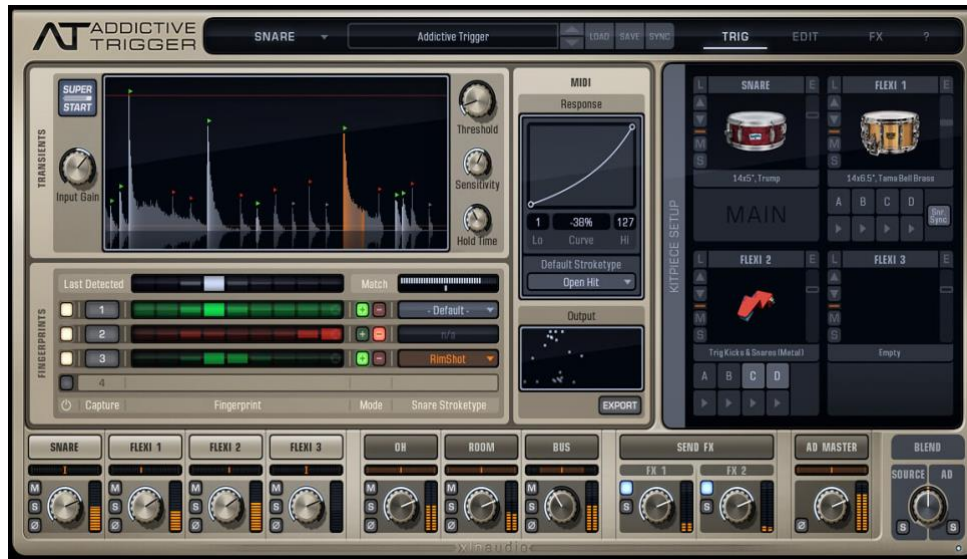 AT ADDICTIVE TRIGGER
SNARE
Addictive Trigger
LOAD SAVE SYNC
TRIG EDIT FX ?
TRANSIENTS
SUPER START
Input Gain
Threshold
Sensitivity
Hold Time
MIDI
Response
1 -38% 127
Lo Curve Hi
Default Stroketype
Open Hit
Output
EXPORT
FINGERPRINTS
Last Detected Match
1 - Default -
2 n/a
3 RimShot
4
Capture Fingerprint Mode Snare Stroketype
KITPIECE SETUP
L SNARE E
M
S
14x5", Tromp
MAIN
L FLEXI 1 E
M
S
14x6.5", Tama Bell Brass
A B C D
Snr. Sync
L FLEXI 2 E
M
S
Trig Kicks & Snares (Metal)
A B C D
L FLEXI 3 E
M
S
Empty
SNARE FLEXI 1 FLEXI 2 FLEXI 3 OH ROOM BUS SEND FX AD MASTER BLEND
FX 1 FX 2
SOURCE AD
M M M M M M M
S S S S S S S S S S S
Ø Ø Ø Ø Ø Ø Ø Ø
xlnaudio